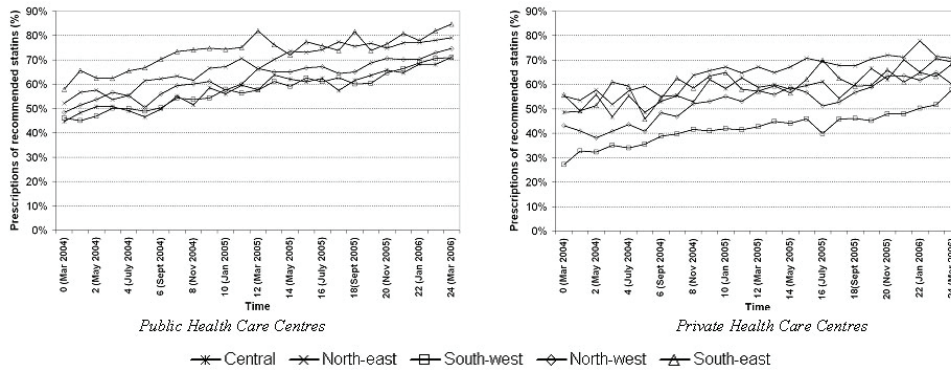 Prescriptions of recommended statins (%)
90%
80%
70%
60%
50%
40%
30%
20%
10%
0%
0 (Mar 2004)
2 (May 2004)
4 (July 2004)
6 (Sept 2004)
8 (Nov 2004)
10 (Jan 2005)
12 (Mar 2005)
14 (May 2005)
16 (July 2005)
18(Sept 2005)
20 (Nov 2005)
22 (Jan 2006)
24 (Mar 2006)
Time
Public Health Care Centres
Prescriptions of recommended statins (%)
90%
80%
70%
60%
50%
40%
30%
20%
10%
0%
0 (Mar 2004)
2 (May 2004)
4 (July 2004)
6 (Sept 2004)
8 (Nov 2004)
10 (Jan 2005)
12 (Mar 2005)
14 (May 2005)
16 (July 2005)
18(Sept 2005)
20 (Nov 2005)
22 (Jan 2006)
24 (Mar 2006)
Time
Private Health Care Centres
Central North-east South-west North-west South-east